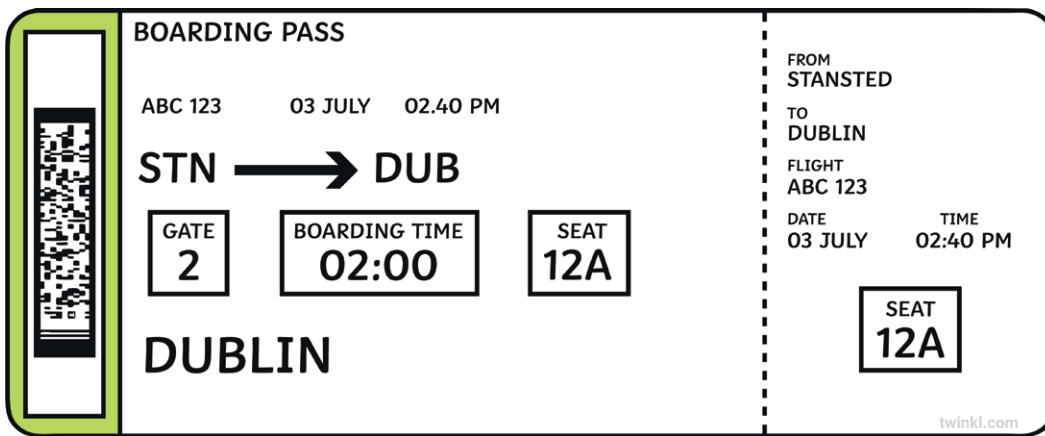 BOARDING PASS
ABC 123 03 JULY 02.40 PM
STN DUB
GATE BOARDING TIME SEAT
2 02:00 12A
DUBLIN
FROM
STANSTED
TO
DUBLIN
FLIGHT
ABC 123
DATE TIME
03 JULY 02:40 PM
SEAT
12A
twinkl.com